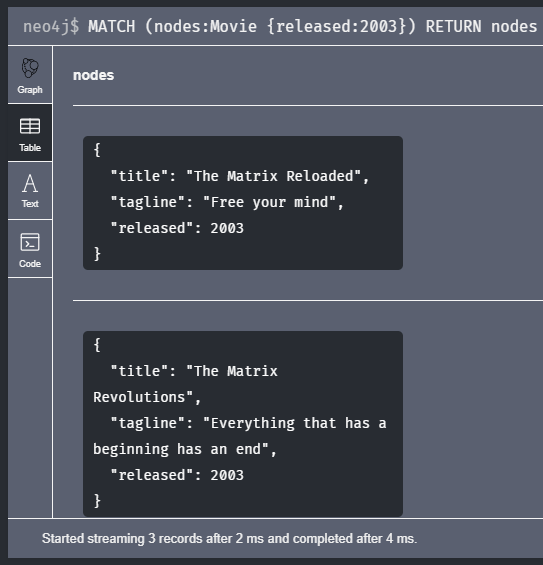 neo4j$ MATCH (nodes:Movie {released:2003}) RETURN nodes
Graph
Table
Text
Code
nodes
{
"title": "The Matrix Reloaded",
"tagline": "Free your mind",
"released": 2003
}
{
"title": "The Matrix
Revolutions",
"tagline": "Everything that has a
beginning has an end",
"released": 2003
}
Started streaming 3 records after 2 ms and completed after 4 ms.